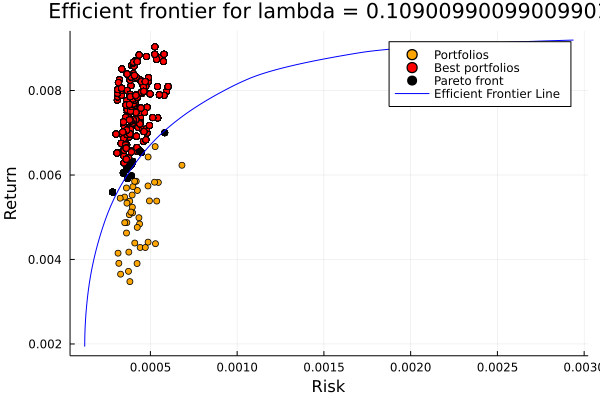 Efficient frontier for lambda = 0.1090099009900990
Portfolios
Best portfolios
Pareto front
Efficient Frontier Line
0.008
0.006
0.004
0.002
Return
0.0005
0.0010
0.0015
0.0020
0.0025
0.0030
Risk